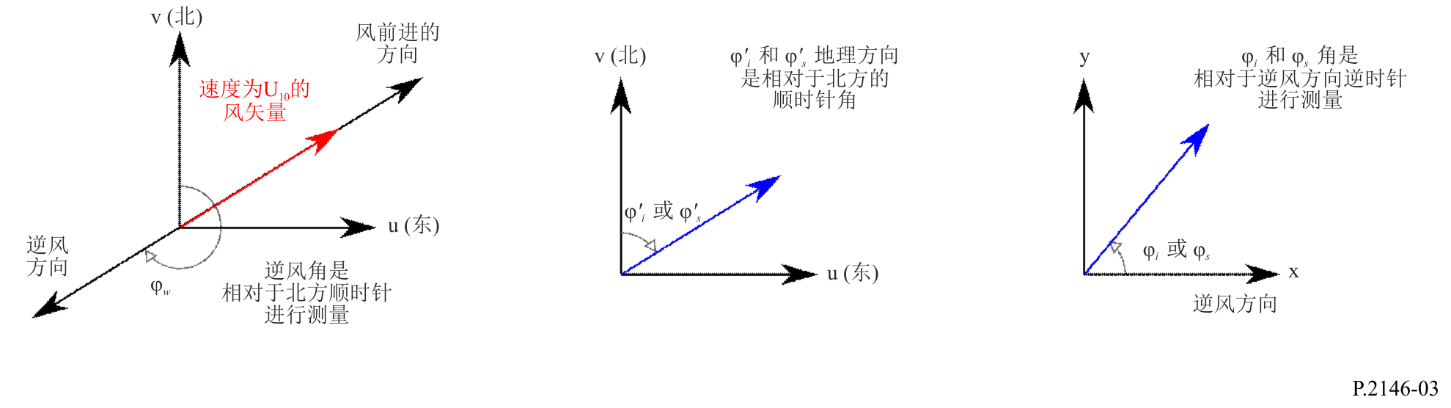 v (北)
风前进的
方向
速度为U₁₀的
风矢量
u (东)
逆风
方向
φw
逆风角是
相对于北方顺时针
进行测量
v (北)
φ′i 和 φ′s 地理方向
是相对于北方的
顺时针角
φ′i 或 φ′s
u (东)
y
φi 和 φs 角是
相对于逆风方向逆时针
进行测量
φi 或 φs
x
逆风方向
P.2146-03